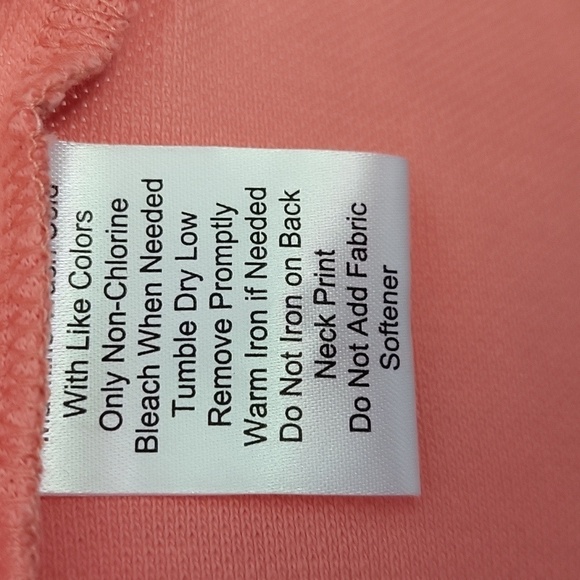 With Like Colors
Only Non-Chlorine
Bleach When Needed
Tumble Dry Low
Remove Promptly
Warm Iron if Needed
Do Not Iron on Back
Neck Print
Do Not Add Fabric
Softener